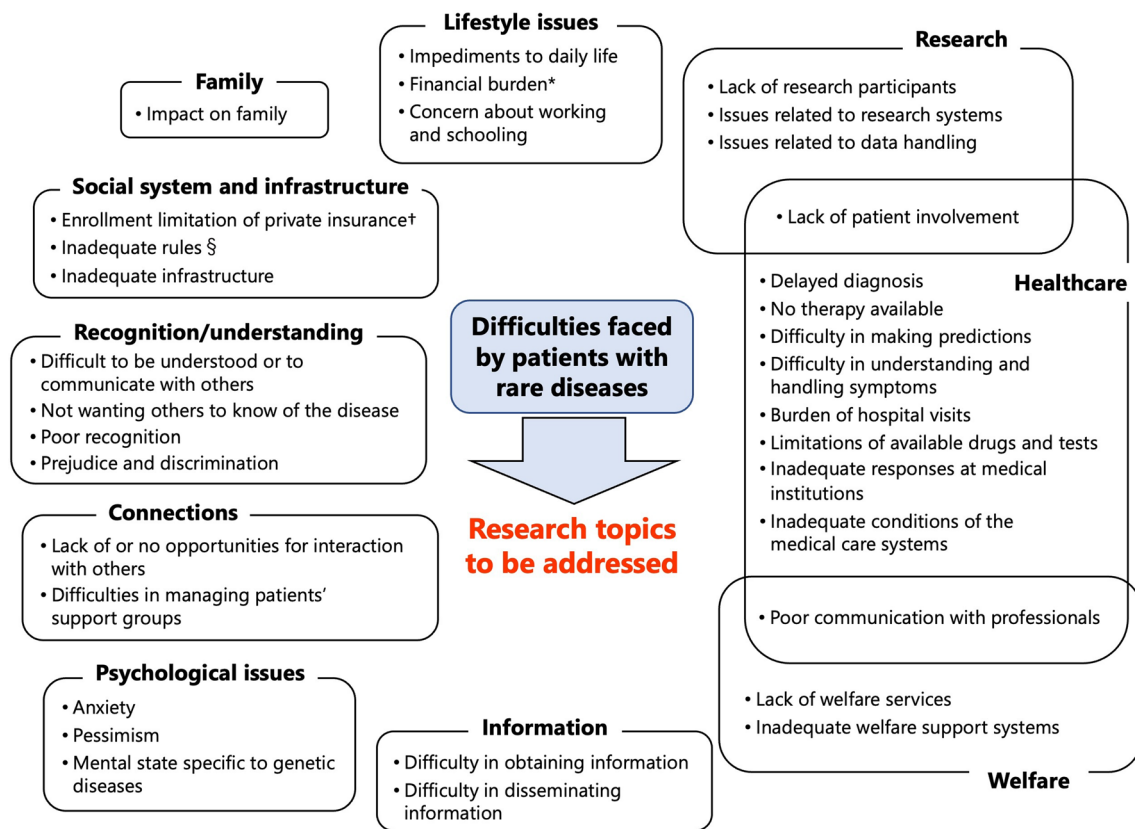 Lifestyle issues
• Impediments to daily life
• Financial burden*
• Concern about working
and schooling
Family
• Impact on family
Social system and infrastructure
• Enrollment limitation of private insurance†
• Inadequate rules §
• Inadequate infrastructure
Recognition/understanding
• Difficult to be understood or to
communicate with others
• Not wanting others to know of the disease
• Poor recognition
• Prejudice and discrimination
Connections
• Lack of or no opportunities for interaction
with others
• Difficulties in managing patients’
support groups
Psychological issues
• Anxiety
• Pessimism
• Mental state specific to genetic
diseases
Difficulties faced
by patients with
rare diseases
Research topics
to be addressed
Information
• Difficulty in obtaining information
• Difficulty in disseminating
information
Research
• Lack of research participants
• Issues related to research systems
• Issues related to data handling
• Lack of patient involvement
Healthcare
• Delayed diagnosis
• No therapy available
• Difficulty in making predictions
• Difficulty in understanding and
handling symptoms
• Burden of hospital visits
• Limitations of available drugs and tests
• Inadequate responses at medical
institutions
• Inadequate conditions of the
medical care systems
• Poor communication with professionals
• Lack of welfare services
• Inadequate welfare support systems
Welfare